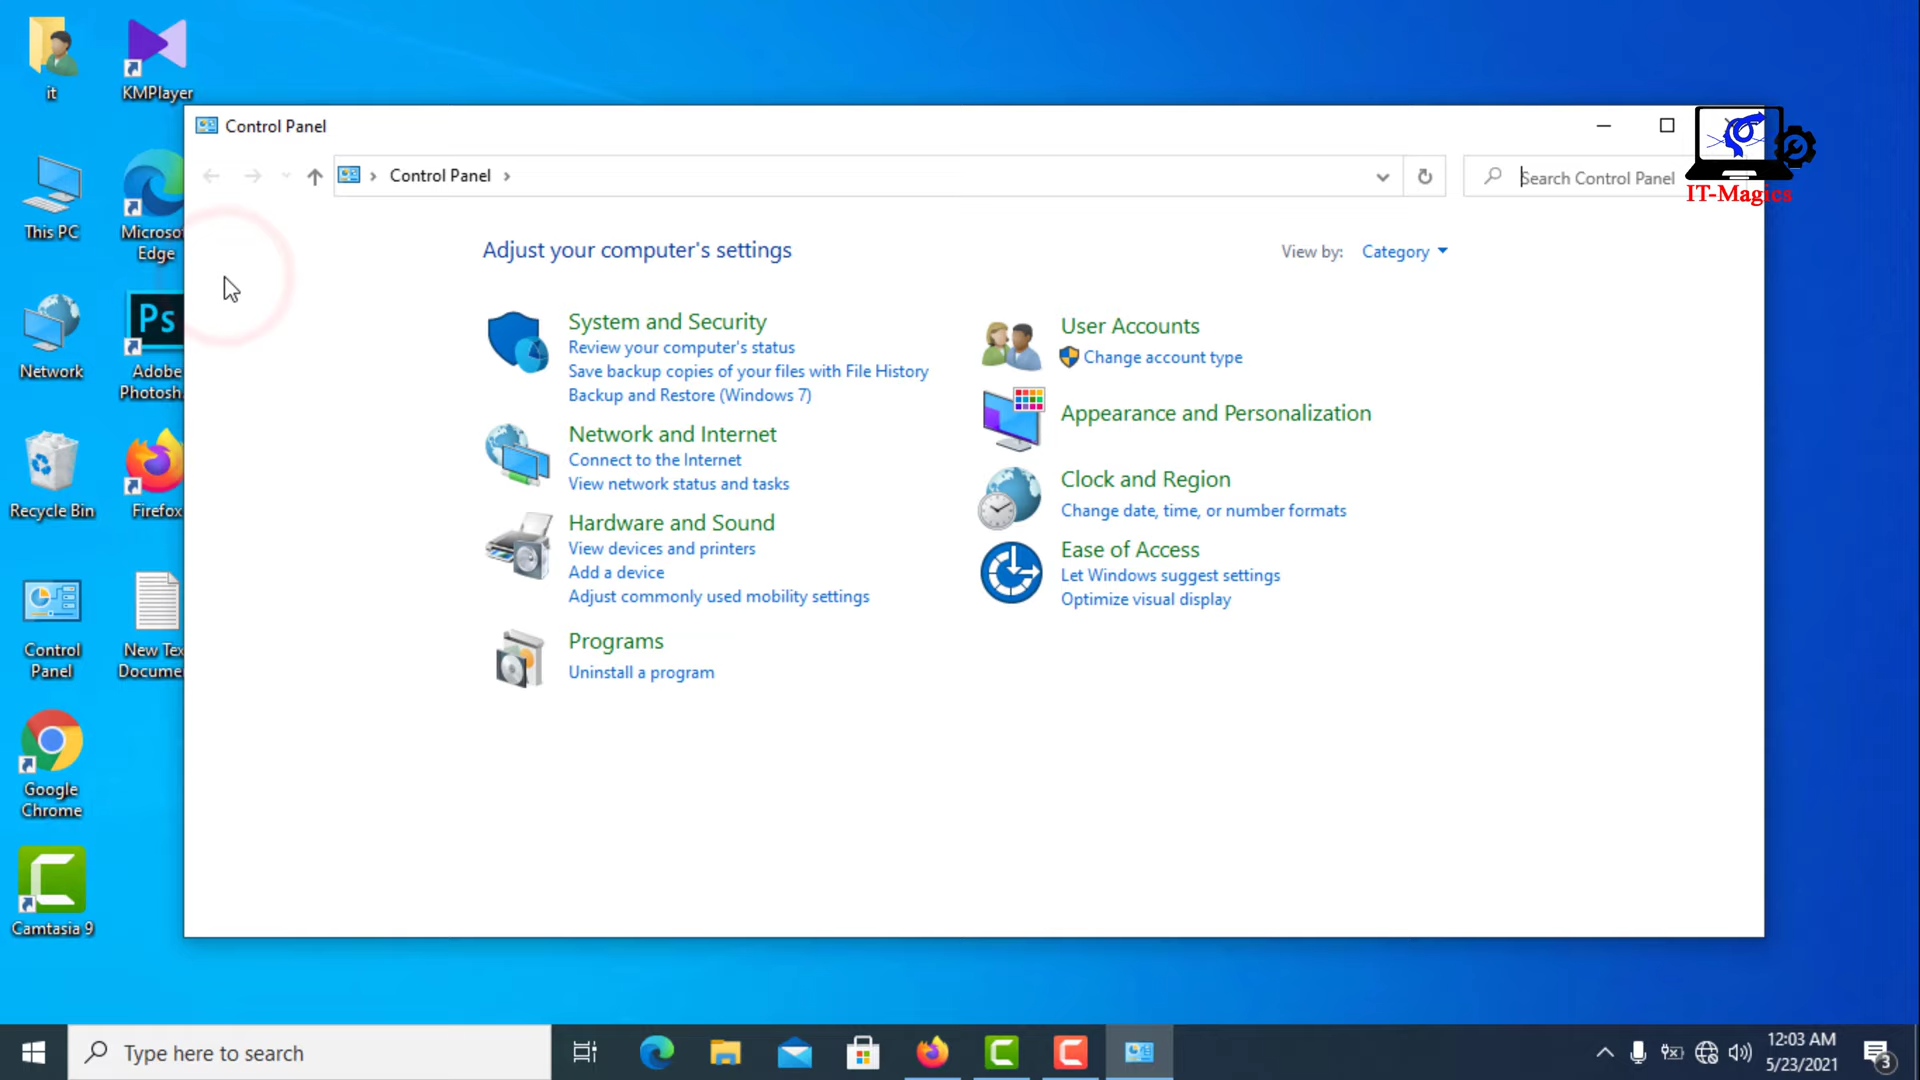 it
KMPlayer
This PC
Microsof
Edge
Network
Ps
Adobe
Photosh
Recycle Bin
Firefox
Control
Panel
New Tex
Docume
Google
Chrome
Camtasia 9
Control Panel
Control Panel
Search Control Panel
IT-Magics
Adjust your computer's settings
View by: Category
System and Security
Review your computer's status
Save backup copies of your files with File History
Backup and Restore (Windows 7)
Network and Internet
Connect to the Internet
View network status and tasks
Hardware and Sound
View devices and printers
Add a device
Adjust commonly used mobility settings
Programs
Uninstall a program
User Accounts
Change account type
Appearance and Personalization
Clock and Region
Change date, time, or number formats
Ease of Access
Let Windows suggest settings
Optimize visual display
Type here to search
12:03 AM
5/23/2021
3